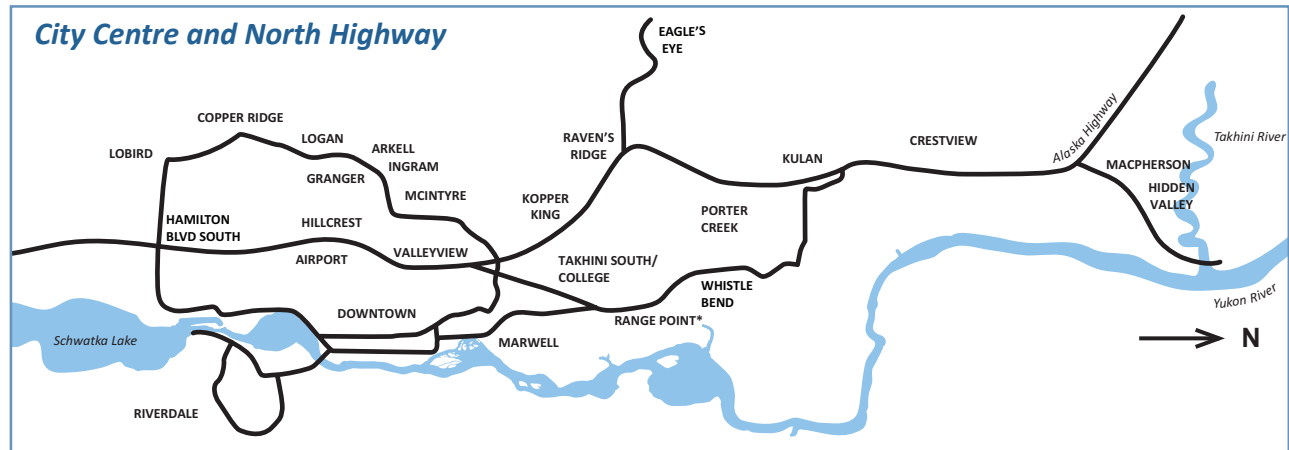 City Centre and North Highway
EAGLE'S
EYE
COPPER RIDGE
LOGAN
ARKELL
INGRAM
LOBIRD
GRANGER
MCINTYRE
RAVEN'S
RIDGE
KULAN
CRESTVIEW
Alaska Highway
Takhini River
MACPHERSON
HIDDEN
VALLEY
KOPPER
KING
PORTER
CREEK
HAMILTON
BLVD SOUTH
HILLCREST
AIRPORT
VALLEYVIEW
TAKHINI SOUTH/
COLLEGE
WHISTLE
BEND
Yukon River
DOWNTOWN
RANGE POINT*
MARWELL
Schwatka Lake
N
RIVERDALE